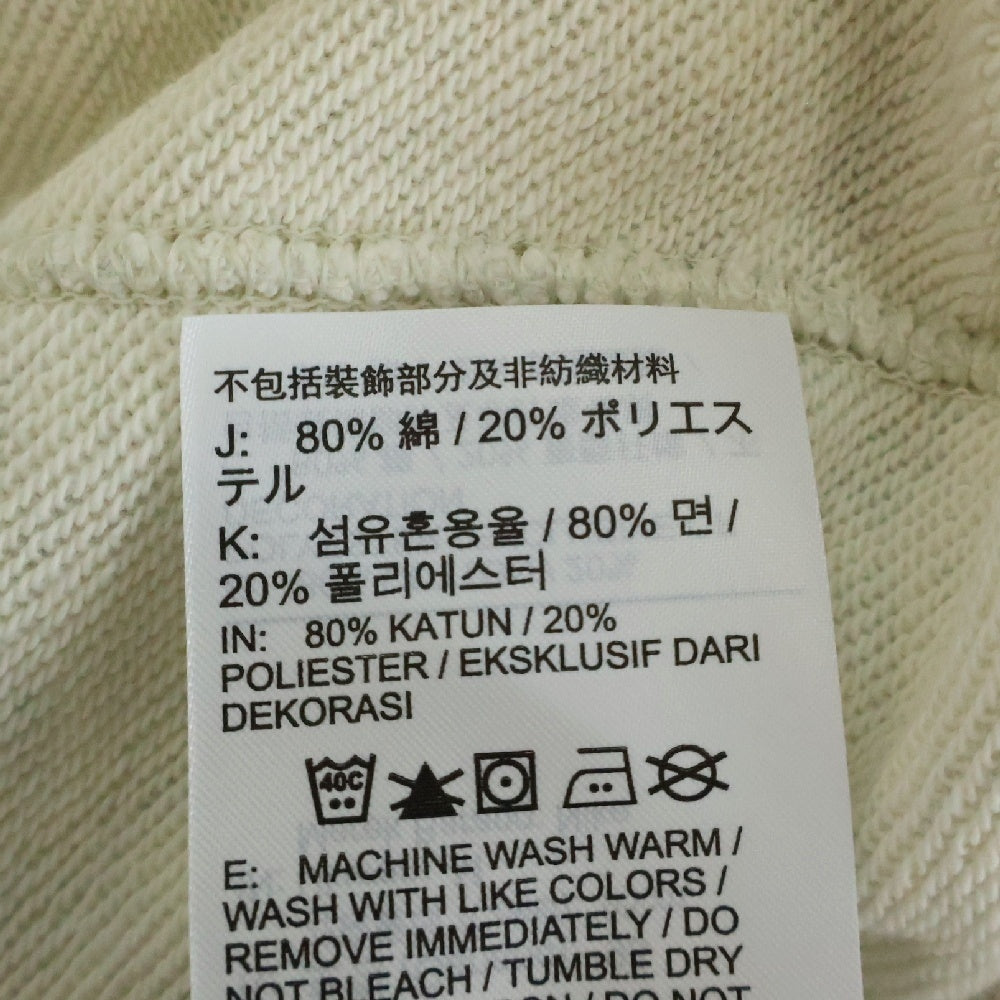 不包括裝飾部分及非紡織材料
J: 80% 綿 / 20% ポリエス
テル
K: 섬유혼용율 / 80% 면 /
20% 폴리에스터
IN: 80% KATUN / 20%
POLIESTER / EKSKLUSIF DARI
DEKORASI
40C
E: MACHINE WASH WARM /
WASH WITH LIKE COLORS /
REMOVE IMMEDIATELY / DO
NOT BLEACH / TUMBLE DRY
/ DO NOT